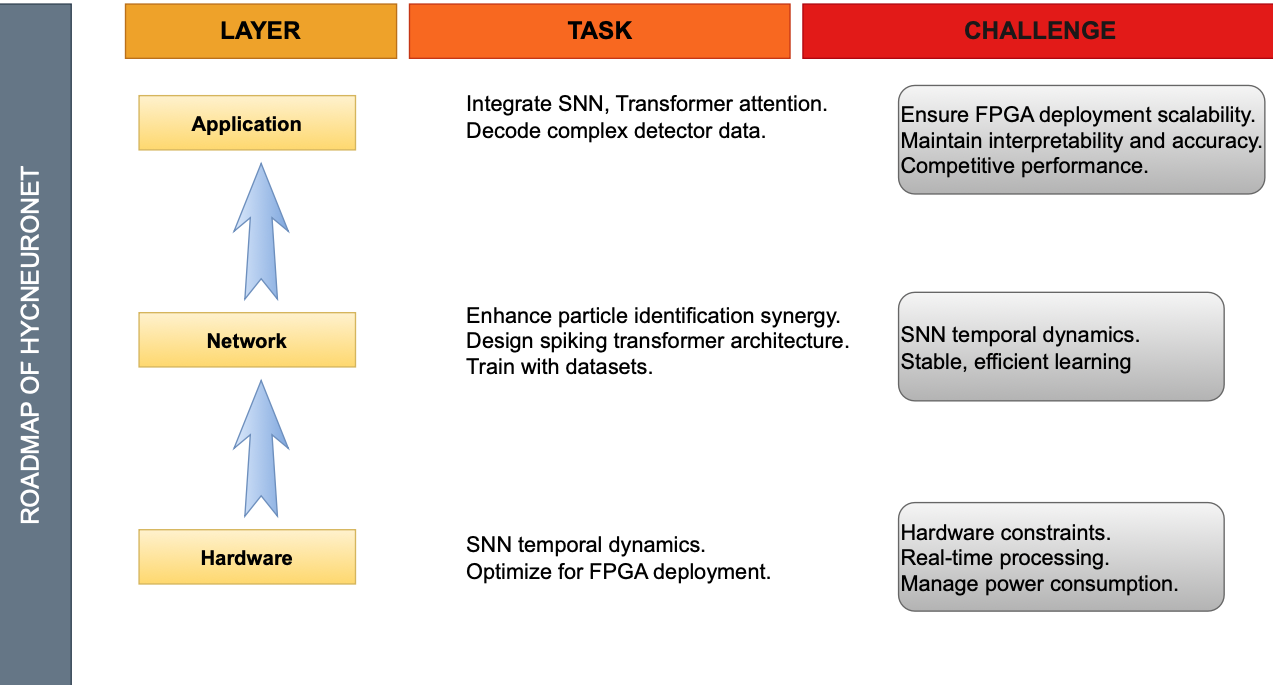 ROADMAP OF HYCNEURONET
LAYER
TASK
CHALLENGE
Application
Integrate SNN, Transformer attention.
Decode complex detector data.
Ensure FPGA deployment scalability.
Maintain interpretability and accuracy.
Competitive performance.
Network
Enhance particle identification synergy.
Design spiking transformer architecture.
Train with datasets.
SNN temporal dynamics.
Stable, efficient learning
Hardware
SNN temporal dynamics.
Optimize for FPGA deployment.
Hardware constraints.
Real-time processing.
Manage power consumption.